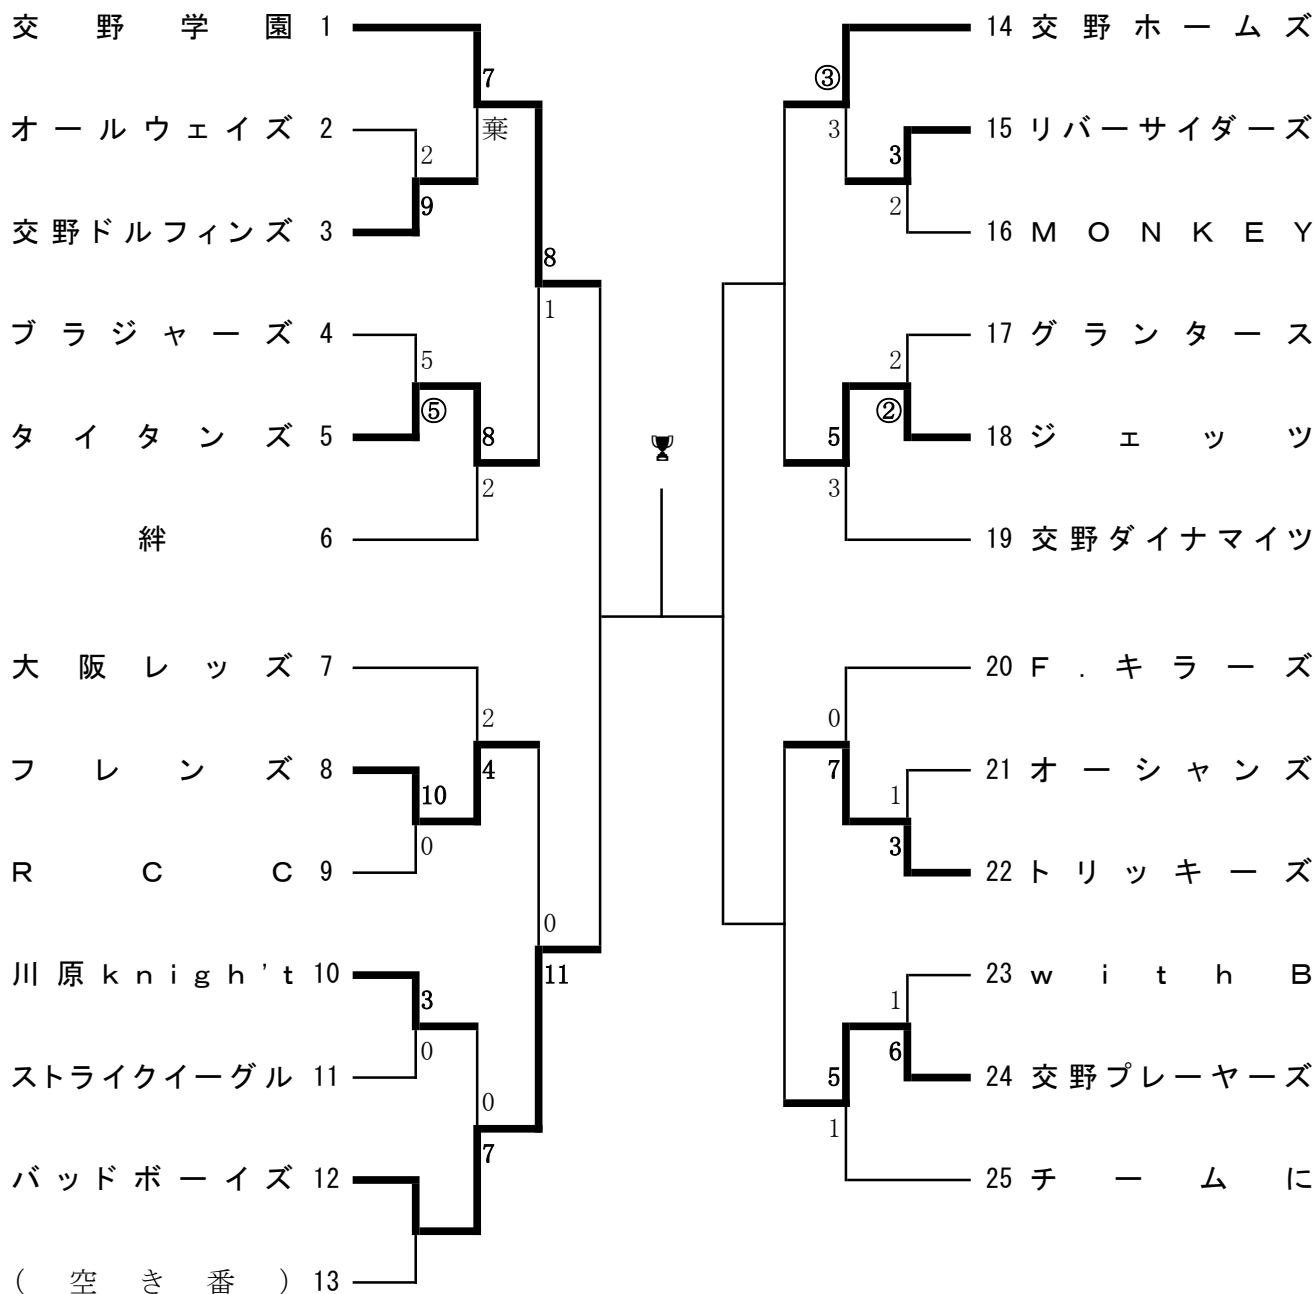 交野学園 1
7
オールウェイズ 2
棄
2
9
交野ドルフィンズ 3
8
1
ブラジャーズ 4
5
⑤
タイタンズ 5
8
2
絆 6
大阪レッズ 7
2
フレンズ 8
4
10
0
RCC 9
0
11
川原knigh't 10
3
0
ストライクイーグル 11
0
7
バッドボーイズ 12
(空き番) 13
14 交野ホームズ
③
3
15 リバーサイダーズ
3
2
16 MONKEY
17 グランタース
2
②
18 ジェッツ
5
3
19 交野ダイナマイツ
20 F.キラーズ
0
7
21 オーシャンズ
1
3
22 トリッキーズ
23 withB
1
6
24 交野プレーヤーズ
5
1
25 チームに